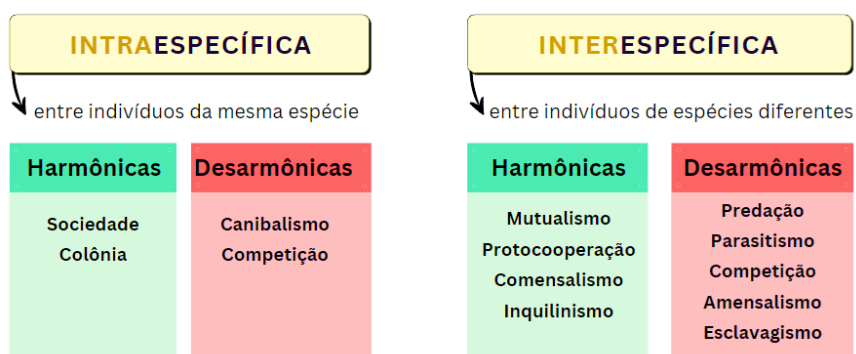 INTRAESPECÍFICA
entre indivíduos da mesma espécie
Harmônicas
Sociedade
Colônia
Desarmônicas
Canibalismo
Competição
INTERESPECÍFICA
entre indivíduos de espécies diferentes
Harmônicas
Mutualismo
Protocooperação
Comensalismo
Inquilinismo
Desarmônicas
Predação
Parasitismo
Competição
Amensalismo
Esclavagismo